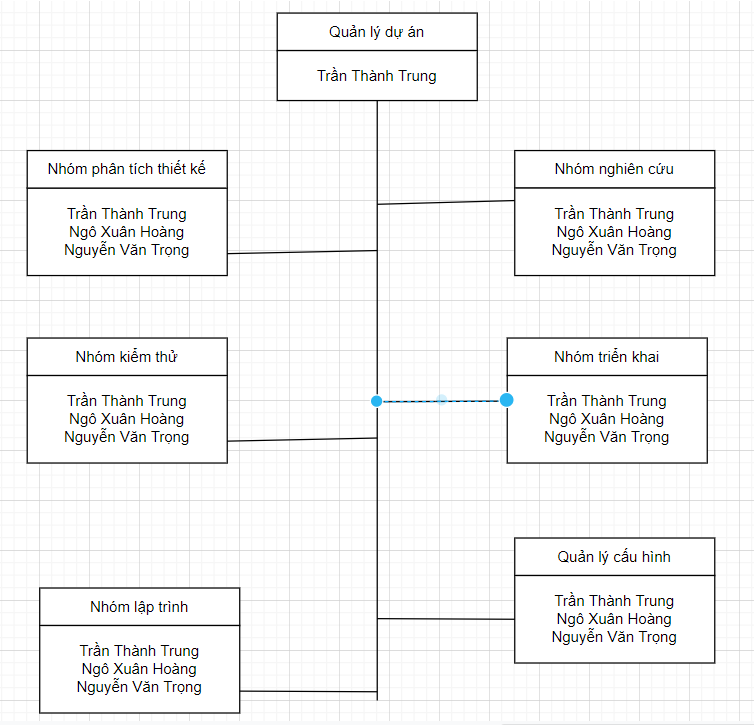 Quản lý dự án
Trần Thành Trung
Nhóm phân tích thiết kế
Trần Thành Trung
Ngô Xuân Hoàng
Nguyễn Văn Trọng
Nhóm nghiên cứu
Trần Thành Trung
Ngô Xuân Hoàng
Nguyễn Văn Trọng
Nhóm kiểm thử
Trần Thành Trung
Ngô Xuân Hoàng
Nguyễn Văn Trọng
Nhóm triển khai
Trần Thành Trung
Ngô Xuân Hoàng
Nguyễn Văn Trọng
Quản lý cấu hình
Trần Thành Trung
Ngô Xuân Hoàng
Nguyễn Văn Trọng
Nhóm lập trình
Trần Thành Trung
Ngô Xuân Hoàng
Nguyễn Văn Trọng